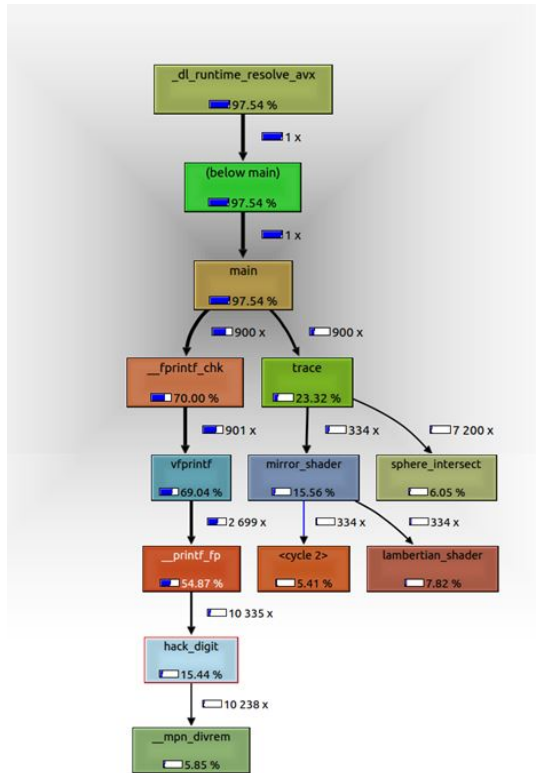 _dl_runtime_resolve_avx
97.54 %
1 x
(below main)
97.54 %
1 x
main
97.54 %
900 x
900 x
__fprintf_chk
70.00 %
trace
23.32 %
901 x
334 x
7 200 x
vfprintf
69.04 %
mirror_shader
15.56 %
sphere_intersect
6.05 %
2 699 x
334 x
334 x
__printf_fp
54.87 %
<cycle 2>
5.41 %
lambertian_shader
7.82 %
10 335 x
hack_digit
15.44 %
10 238 x
__mpn_divrem
5.85 %